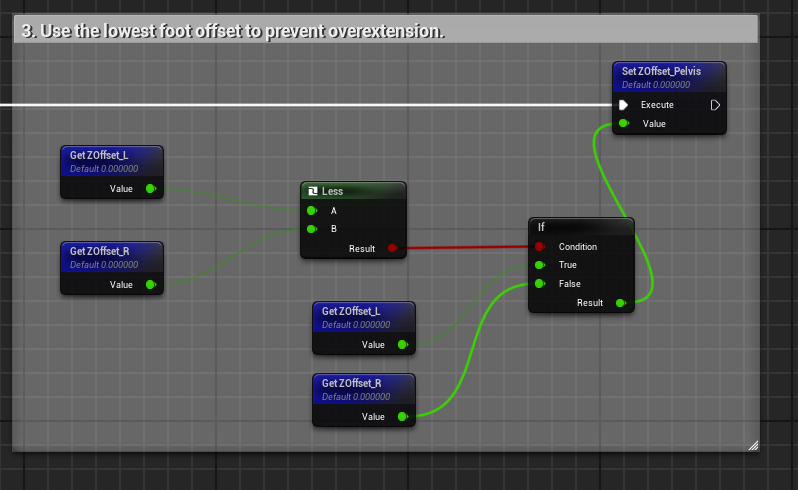 3. Use the lowest foot offset to prevent overextension.
Set ZOffset_Pelvis
Default 0.000000
Execute
Value
Get ZOffset_L
Default 0.000000
Value
Less
A
B
Result
Get ZOffset_R
Default 0.000000
Value
If
Condition
True
False
Result
Get ZOffset_L
Default 0.000000
Value
Get ZOffset_R
Default 0.000000
Value